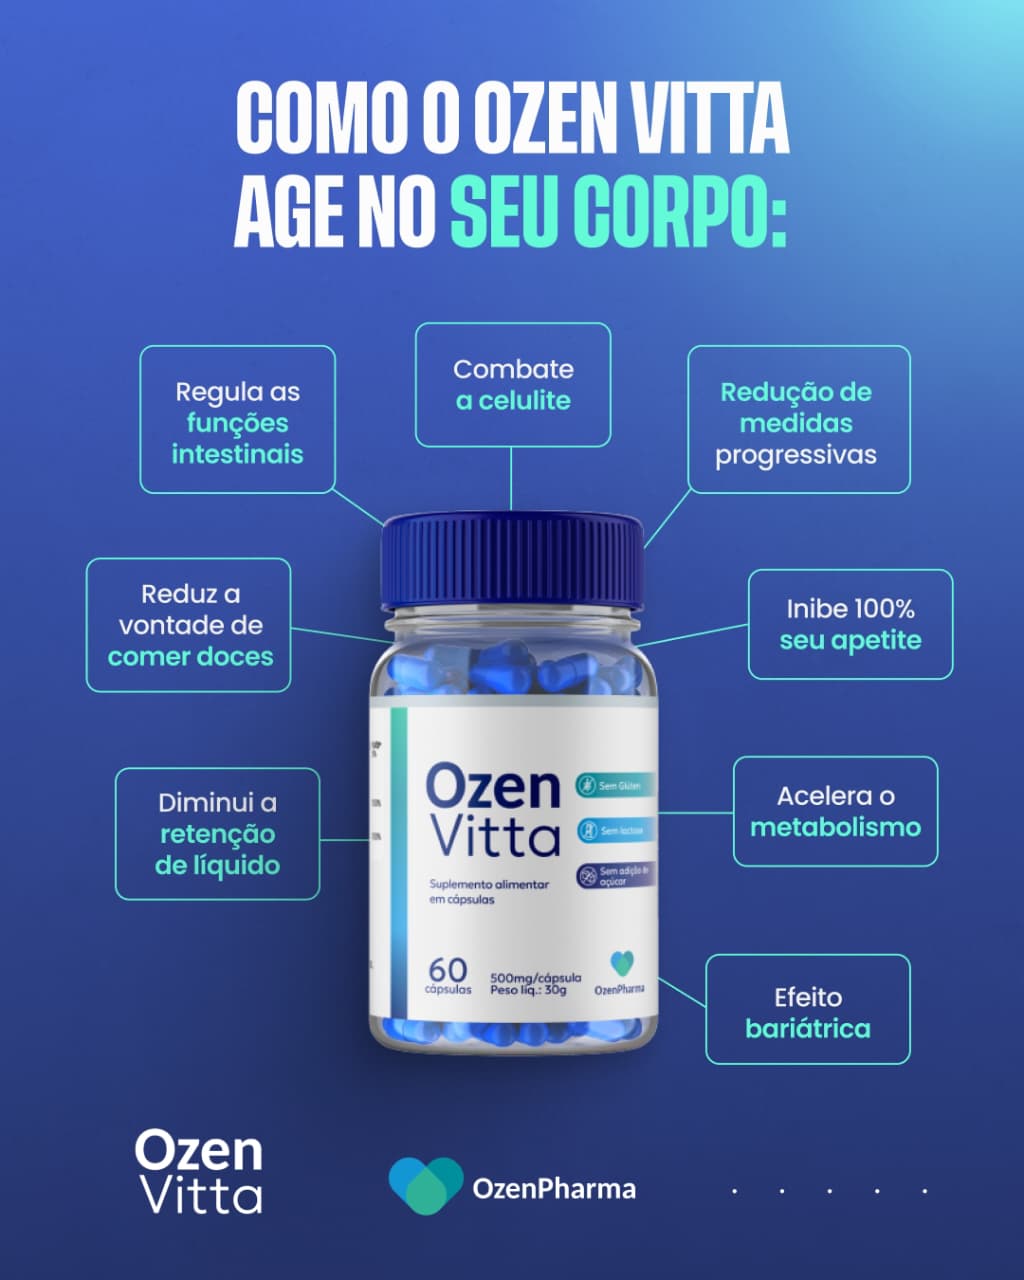 COMO O OZEN VITTA
AGE NO SEU CORPO:
Regula as
funções
intestinais
Combate
a celulite
Redução de
medidas
progressivas
Reduz a
vontade de
comer doces
Inibe 100%
seu apetite
Diminui a
retenção
de líquido
Acelera o
metabolismo
Efeito
bariátrica
Ozen
Vitta
Suplemento alimentar
em cápsulas
Sem Glúten
Sem lactose
Sem adição de
açúcar
60
cápsulas
500mg/cápsula
Peso líq.: 30g
OzenPharma
Ozen
Vitta
OzenPharma